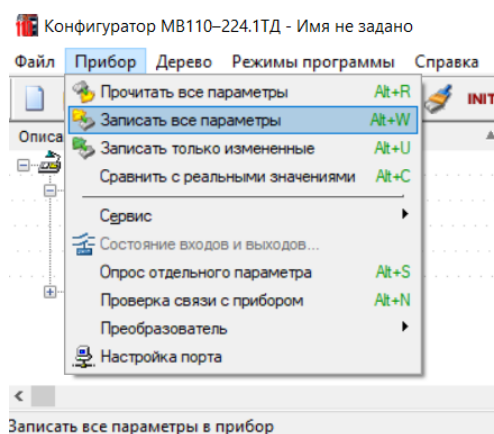 Конфигуратор МВ110–224.1ТД - Имя не задано
Файл Прибор Дерево Режимы программы Справка
Прочитать все параметры Alt+R
INIT
Записать все параметры Alt+W
Описа
Записать только измененные Alt+U
Сравнить с реальными значениями Alt+C
Сервис
Состояние входов и выходов...
Опрос отдельного параметра Alt+S
Проверка связи с прибором Alt+N
Преобразователь
Настройка порта
Записать все параметры в прибор